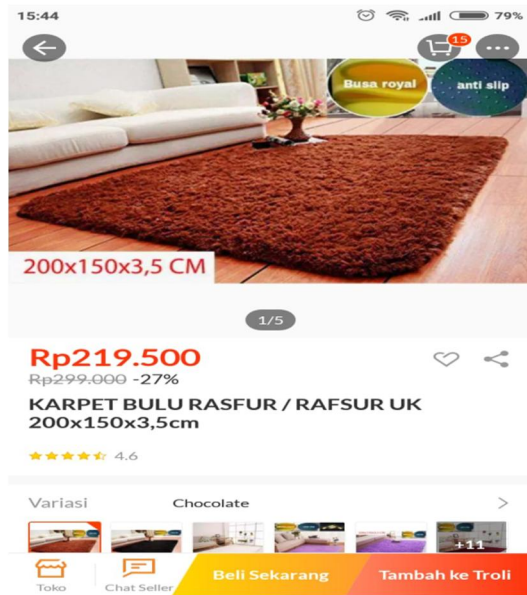 15:44
79%
15
Busa royal
anti slip
200x150x3,5 CM
1/5
Rp219.500
Rp299.000 -27%
KARPET BULU RASFUR / RAFSUR UK
200x150x3,5cm
4.6
Variasi
Chocolate
+11
Toko
Chat Seller
Beli Sekarang
Tambah ke Troli